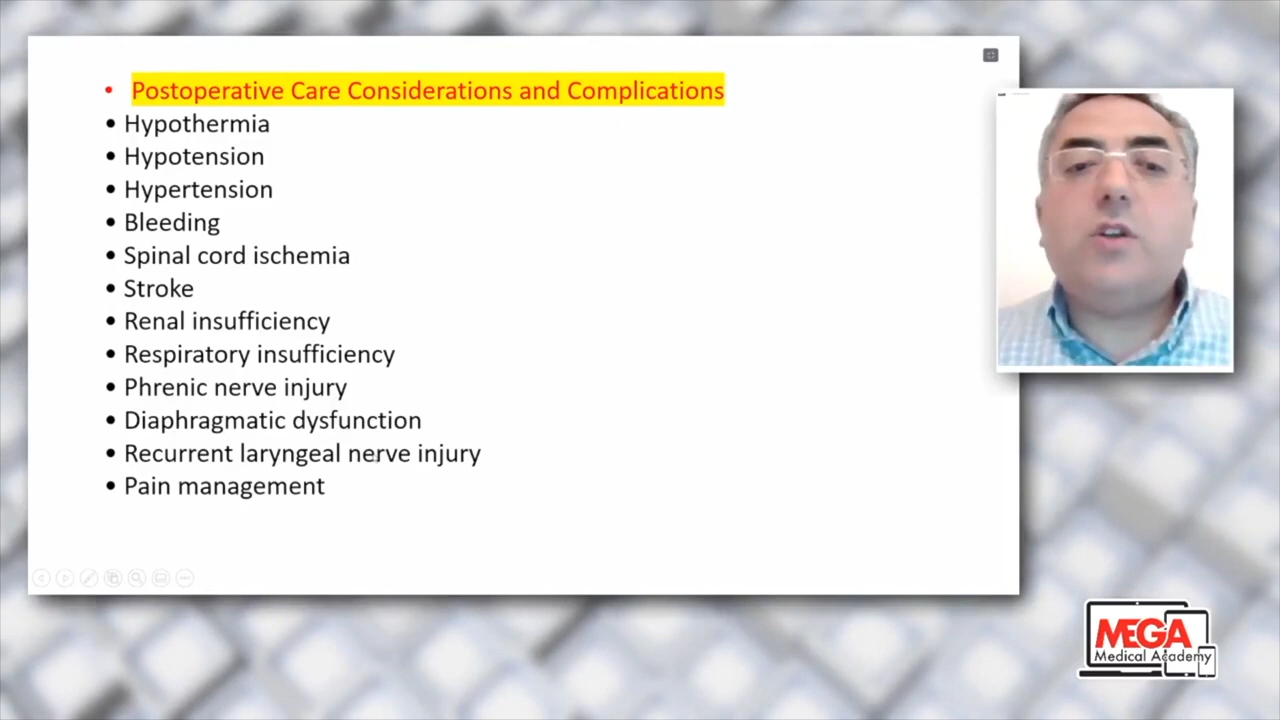 • Postoperative Care Considerations and Complications
• Hypothermia
• Hypotension
• Hypertension
• Bleeding
• Spinal cord ischemia
• Stroke
• Renal insufficiency
• Respiratory insufficiency
• Phrenic nerve injury
• Diaphragmatic dysfunction
• Recurrent laryngeal nerve injury
• Pain management
MEGA
Medical Academy